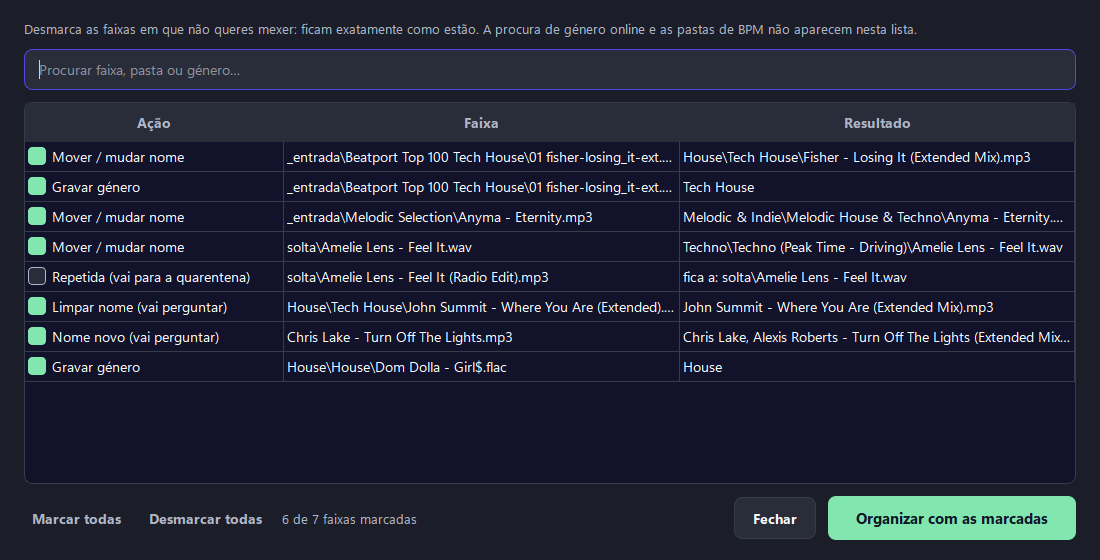 Desmarca as faixas em que não queres mexer: ficam exatamente como estão. A procura de género online e as pastas de BPM não aparecem nesta lista.
Procurar faixa, pasta ou género...
Ação Faixa Resultado
Mover / mudar nome _entrada\Beatport Top 100 Tech House\01 fisher-losing_it-ext.... House\Tech House\Fisher - Losing It (Extended Mix).mp3
Gravar género _entrada\Beatport Top 100 Tech House\01 fisher-losing_it-ext.... Tech House
Mover / mudar nome _entrada\Melodic Selection\Anyma - Eternity.mp3 Melodic & Indie\Melodic House & Techno\Anyma - Eternity....
Mover / mudar nome solta\Amelie Lens - Feel It.wav Techno\Techno (Peak Time - Driving)\Amelie Lens - Feel It.wav
Repetida (vai para a quarentena) solta\Amelie Lens - Feel It (Radio Edit).mp3 fica a: solta\Amelie Lens - Feel It.wav
Limpar nome (vai perguntar) House\Tech House\John Summit - Where You Are (Extended).... John Summit - Where You Are (Extended Mix).mp3
Nome novo (vai perguntar) Chris Lake - Turn Off The Lights.mp3 Chris Lake, Alexis Roberts - Turn Off The Lights (Extended Mix...
Gravar género House\House\Dom Dolla - Girl$.flac House
Marcar todas Desmarcar todas 6 de 7 faixas marcadas Fechar Organizar com as marcadas